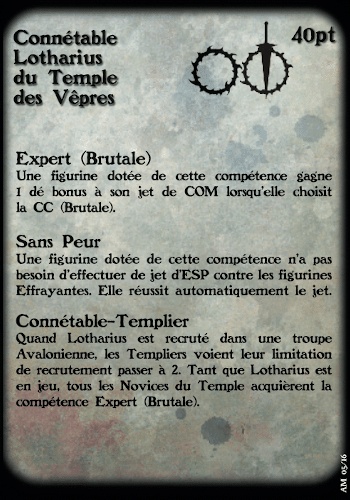 Connétable
Lotharius
du Temple
des Vêpres
40pt
Expert (Brutale)
Une figurine dotée de cette compétence gagne
1 dé bonus à son jet de COM lorsqu'elle choisit
la CC (Brutale).
Sans Peur
Une figurine dotée de cette compétence n'a pas
besoin d'effectuer de jet d'ESP contre les figurines
Effrayantes. Elle réussit automatiquement le jet.
Connétable-Templier
Quand Lotharius est recruté dans une troupe
Avalonienne, les Templiers voient leur limitation
de recrutement passer à 2. Tant que Lotharius est
en jeu, tous les Novices du Temple acquièrent la
compétence Expert (Brutale).
AM 05/16